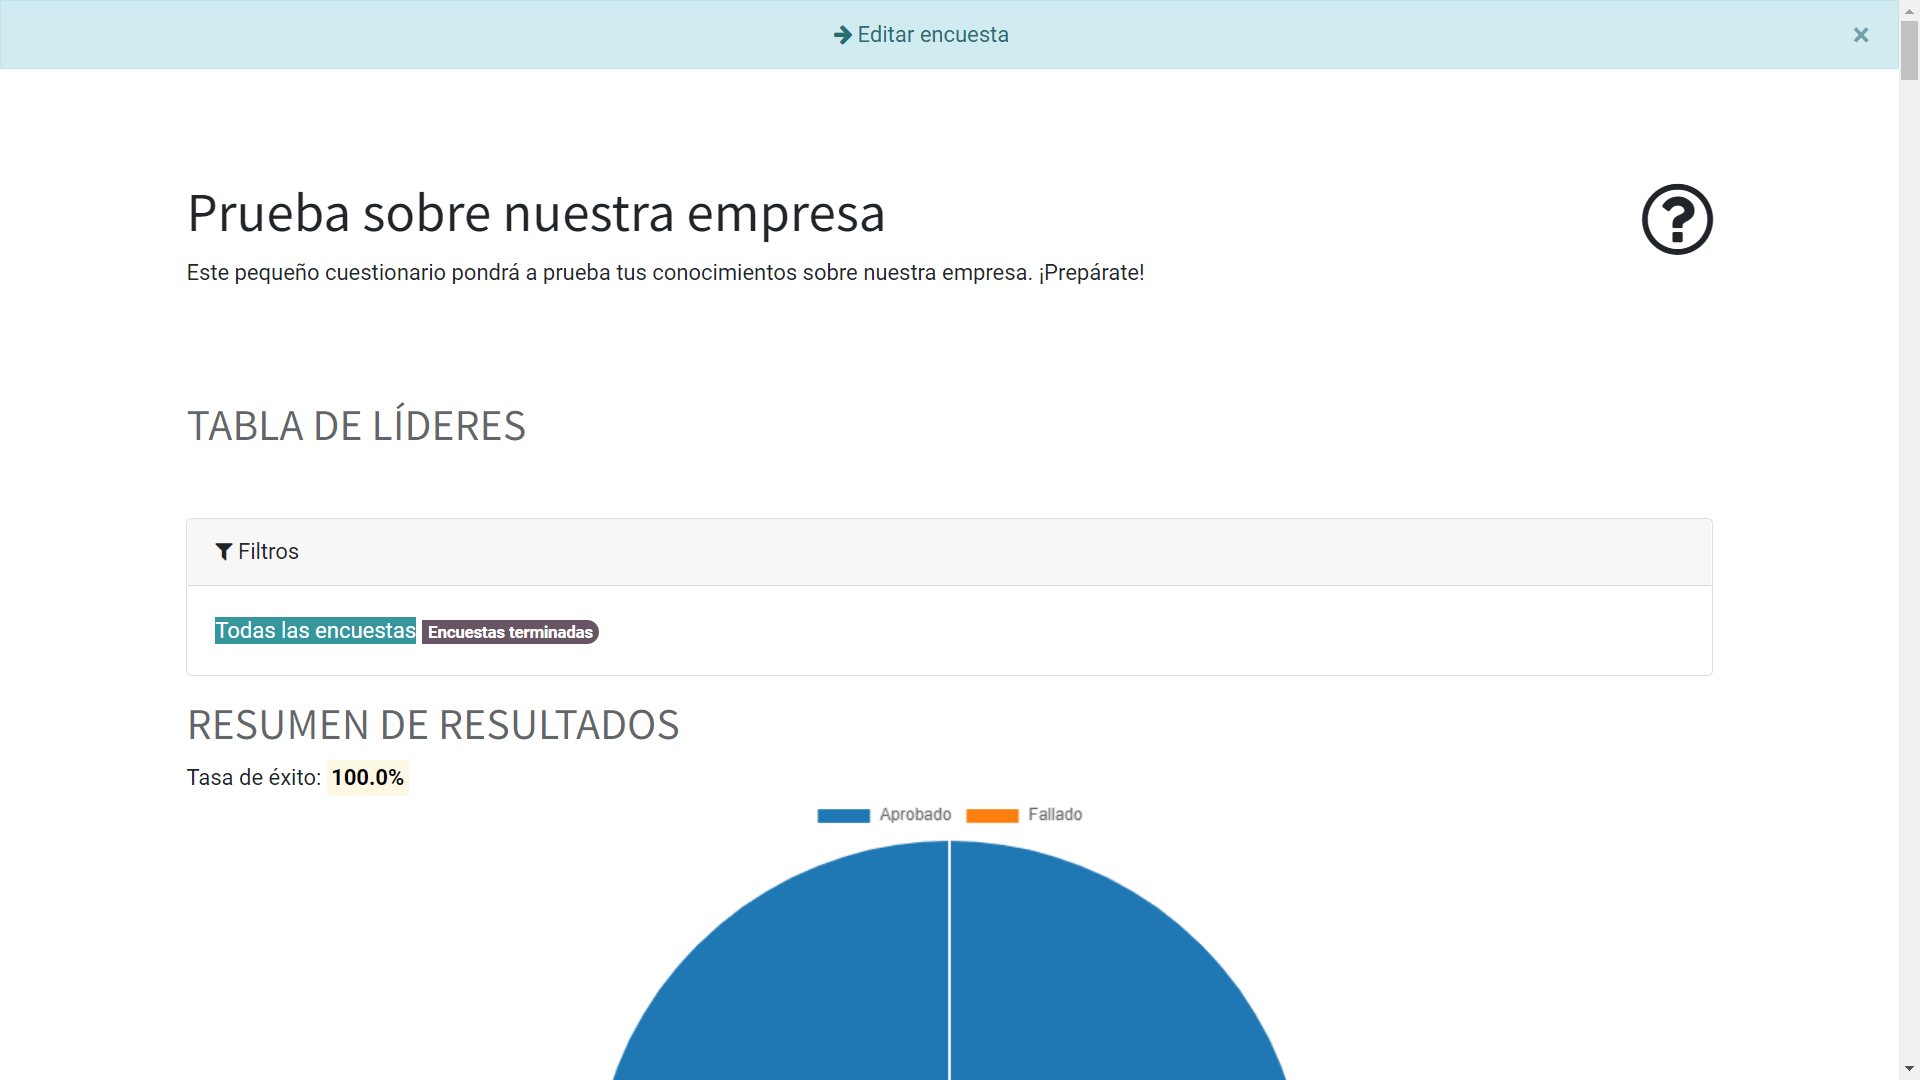 Editar encuesta
×
Prueba sobre nuestra empresa
Este pequeño cuestionario pondrá a prueba tus conocimientos sobre nuestra empresa. ¡Prepárate!
TABLA DE LÍDERES
Filtros
Todas las encuestas Encuestas terminadas
RESUMEN DE RESULTADOS
Tasa de éxito: 100.0%
Aprobado Fallado